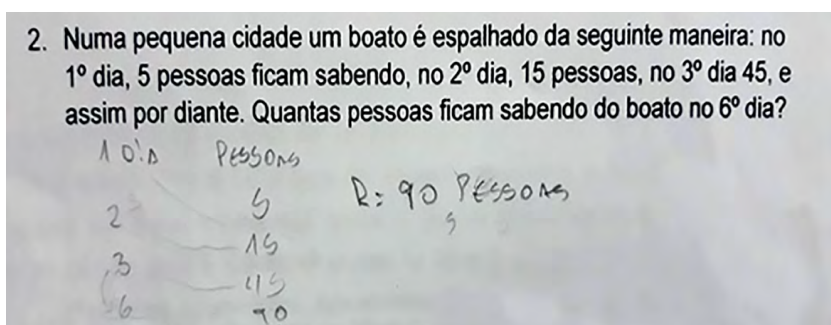 2. Numa pequena cidade um boato é espalhado da seguinte maneira: no
1º dia, 5 pessoas ficam sabendo, no 2º dia, 15 pessoas, no 3º dia 45, e
assim por diante. Quantas pessoas ficam sabendo do boato no 6º dia?
1 DIA PESSOAS
R: 90 PESSOAS
2 5
15
3 45
6 90